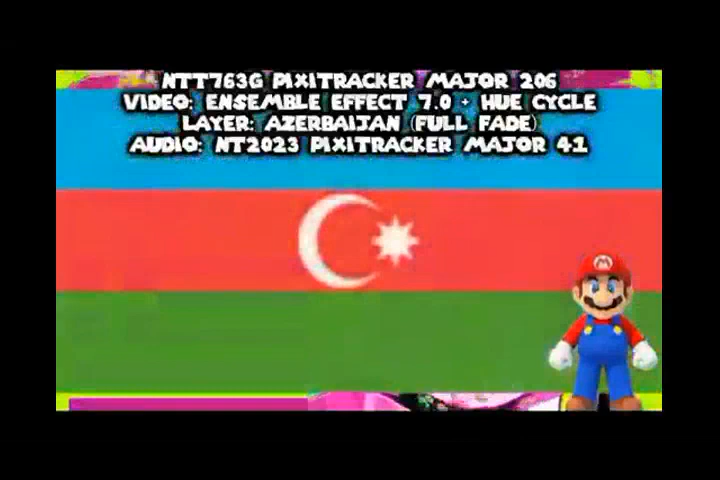 NTT763G PIXITRACKER MAJOR 206
VIDEO: ENSEMBLE EFFECT 7.0 + HUE CYCLE
LAYER: AZERBAIJAN (FULL FADE)
AUDIO: NT2023 PIXITRACKER MAJOR 41
M